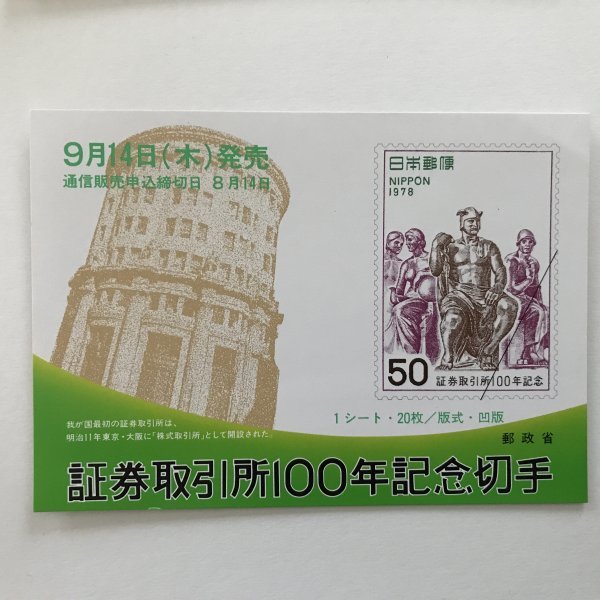 9月14日(木)発売
通信販売申込締切日 8月14日
日本郵便
NIPPON
1978
50 証券取引所100年記念
1シート・20枚/版式・凹版
我が国最初の証券取引所は、
明治11年東京・大阪に「株式取引所」として開設された。
郵政省
証券取引所100年記念切手